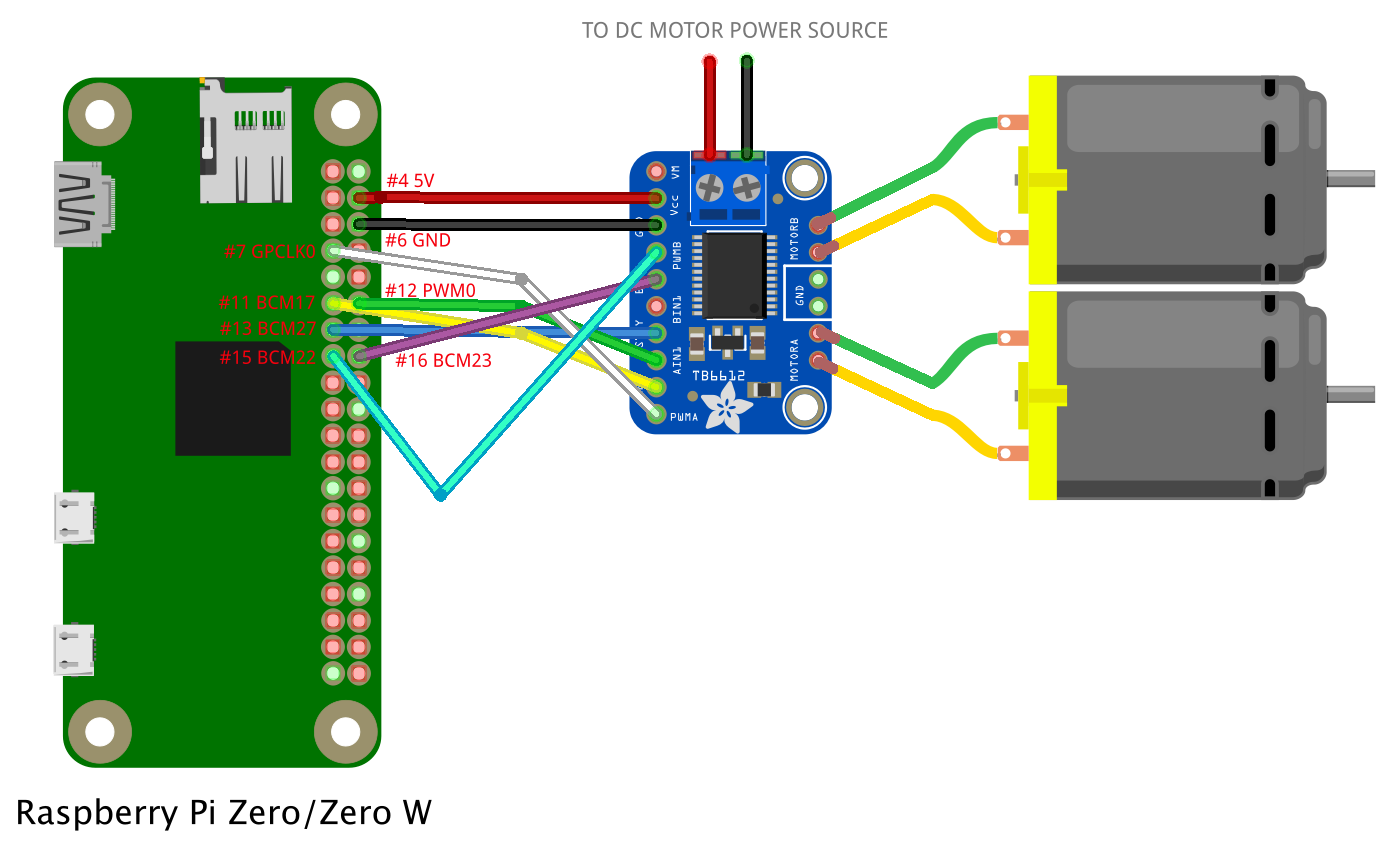 TO DC MOTOR POWER SOURCE
#4 5V
#6 GND
#7 GPCLK0
#12 PWM0
#11 BCM17
#13 BCM27
#15 BCM22
#16 BCM23
VM
Vcc
PWMB
BIN1
AIN1
PWMA
MOTORB
GND
MOTORA
TB6612
Raspberry Pi Zero/Zero W